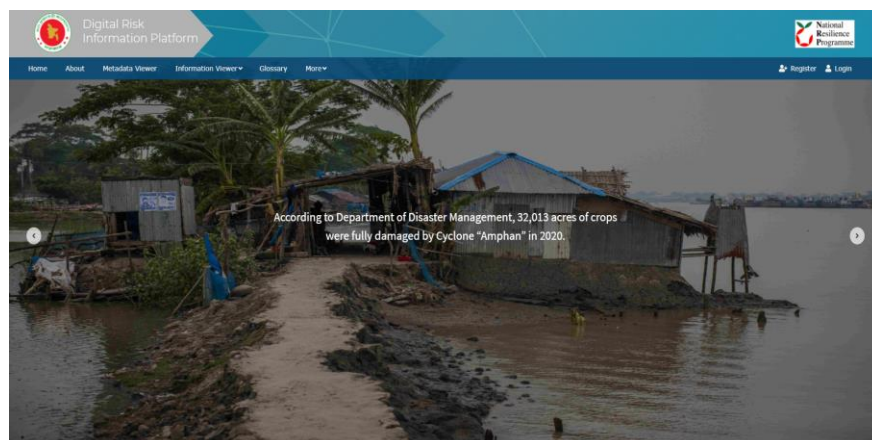 Digital Risk
Information Platform
National
Resilience
Programme
Home About Metadata Viewer Information Viewer Glossary More Register Login
According to Department of Disaster Management, 32,013 acres of crops
were fully damaged by Cyclone “Amphan” in 2020.